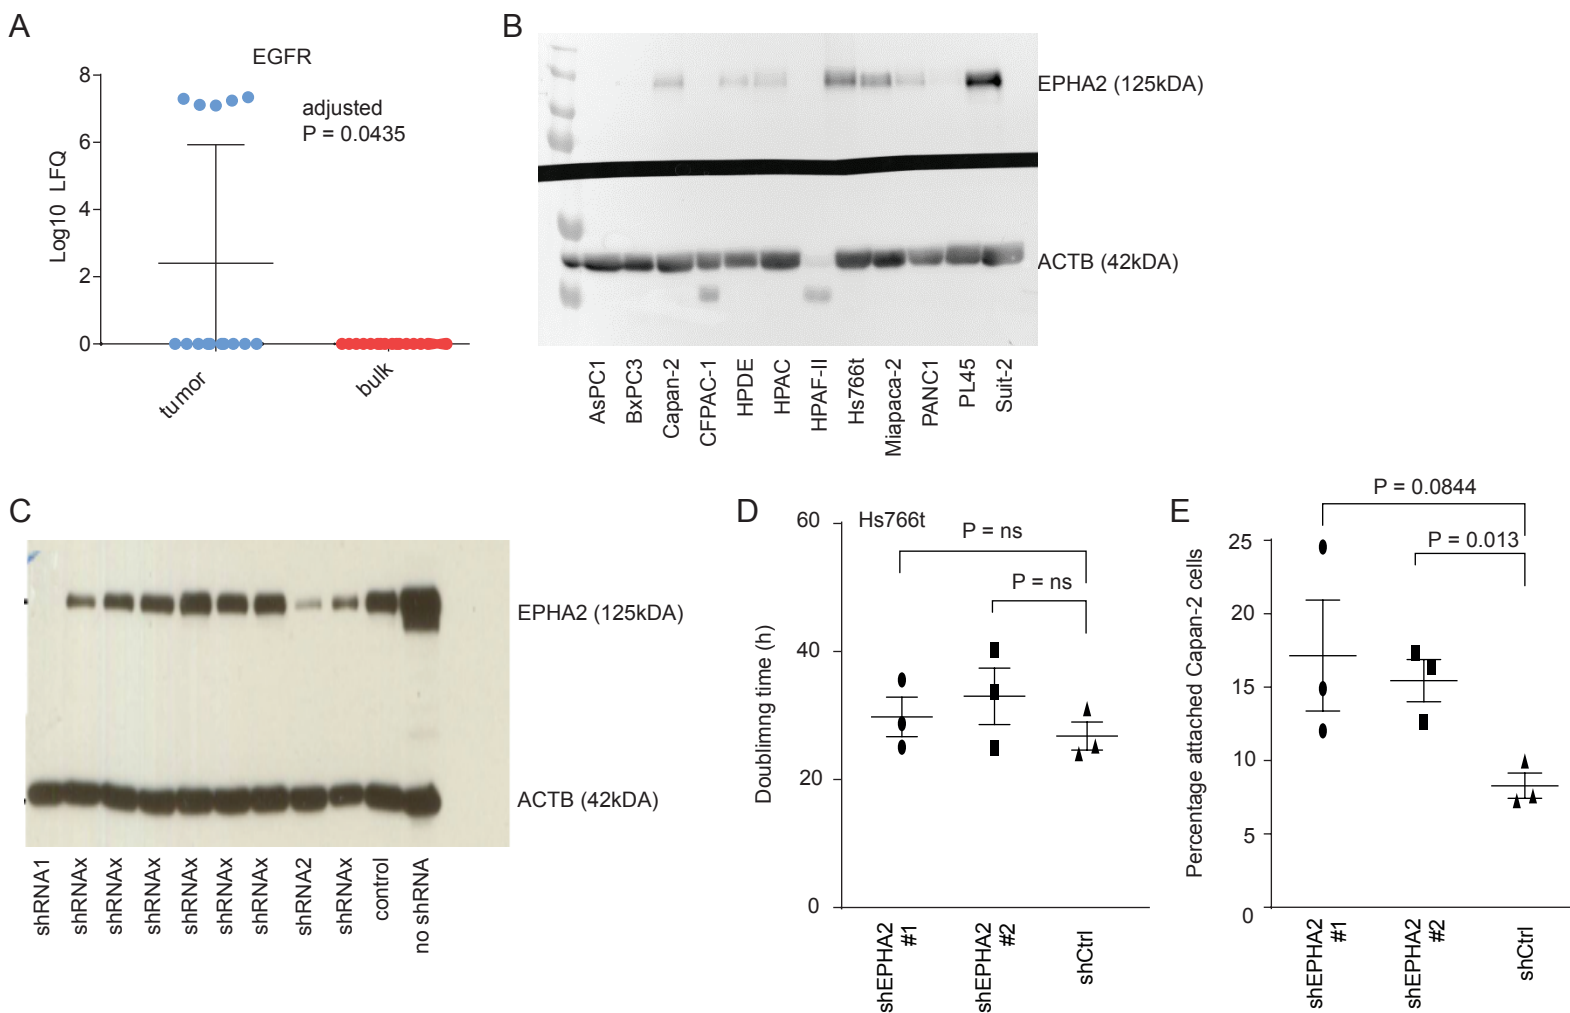 A
EGFR
adjusted
P = 0.0435
Log10 LFQ
8
6
4
2
0
tumor
bulk
B
EPHA2 (125kDA)
ACTB (42kDA)
AsPC1
BxPC3
Capan-2
CFPAC-1
HPDE
HPAC
HPAF-II
Hs766t
Miapaca-2
PANC1
PL45
Suit-2
C
EPHA2 (125kDA)
ACTB (42kDA)
shRNA1
shRNAx
shRNAx
shRNAx
shRNAx
shRNAx
shRNAx
shRNA2
shRNAx
control
no shRNA
D
Hs766t
P = ns
P = ns
Doublimng time (h)
60
40
20
0
shEPHA2
#1
shEPHA2
#2
shCtrl
E
P = 0.0844
P = 0.013
Percentage attached Capan-2 cells
25
20
15
10
5
0
shEPHA2
#1
shEPHA2
#2
shCtrl